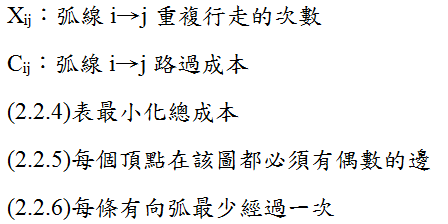 Xij：弧線 i→j 重複行走的次數
Cij：弧線 i→j 路過成本
(2.2.4)表最小化總成本
(2.2.5)每個頂點在該圖都必須有偶數的邊
(2.2.6)每條有向弧最少經過一次